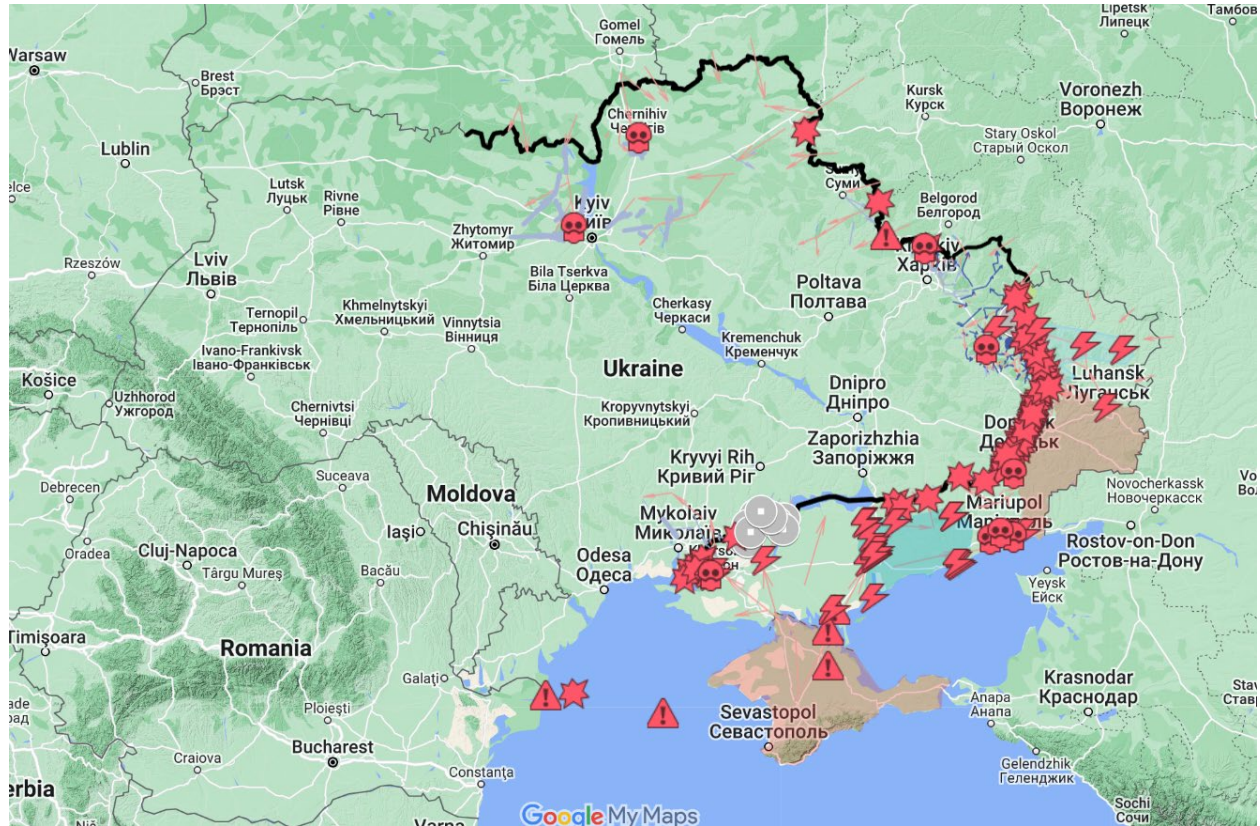 Gomel
Гомель
Lipetsk
Липецк
Тамбов
Warsaw
Brest
Брэст
Kursk
Курск
Voronezh
Воронеж
Chernihiv
Stary Oskol
Старый Оскол
Lublin
Суми
Lutsk
Луцьк
Rivne
Рівне
Belgorod
Белгород
Zhytomyr
Житомир
Харків
Rzeszów
Lviv
Львів
Bila Tserkva
Біла Церква
Poltava
Полтава
Ternopil
Тернопіль
Khmelnytskyi
Хмельницький
Vinnytsia
Вінниця
Cherkasy
Черкаси
Kremenchuk
Кременчук
Ivano-Frankivsk
Івано-Франківськ
Ukraine
Luhansk
Košice
Uzhhorod
Ужгород
Chernivtsi
Чернівці
Kropyvnytskyi
Кропивницький
Dnipro
Дніпро
Zaporizhzhia
Запоріжжя
Kryvyi Rih
Кривий Ріг
Suceava
Debrecen
Moldova
Novocherkassk
Новочеркасск
Mykolaiv
Миколаїв
Mariupol
Iași
Chișinău
Oradea
Cluj-Napoca
Târgu Mureș
Bacău
Odesa
Одеса
Rostov-on-Don
Ростов-на-Дону
Yeysk
Ейск
Timișoara
Romania
Galați
Krasnodar
Краснодар
Anapa
Анапа
Ploiești
Sevastopol
Севастополь
Bucharest
Craiova
Constanța
Gelendzhik
Геленджик
Sochi
Сочи
Google My Maps